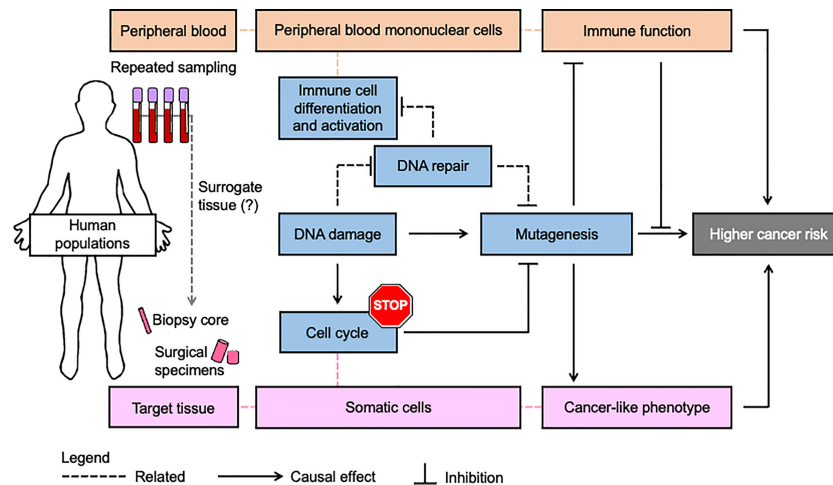 Peripheral blood
Peripheral blood mononuclear cells
Immune function
Repeated sampling
Immune cell
differentiation
and activation
DNA repair
Surrogate
tissue (?)
Human
populations
DNA damage
Mutagenesis
Higher cancer risk
STOP
Biopsy core
Cell cycle
Surgical
specimens
Target tissue
Somatic cells
Cancer-like phenotype
Legend
Related
Causal effect
Inhibition